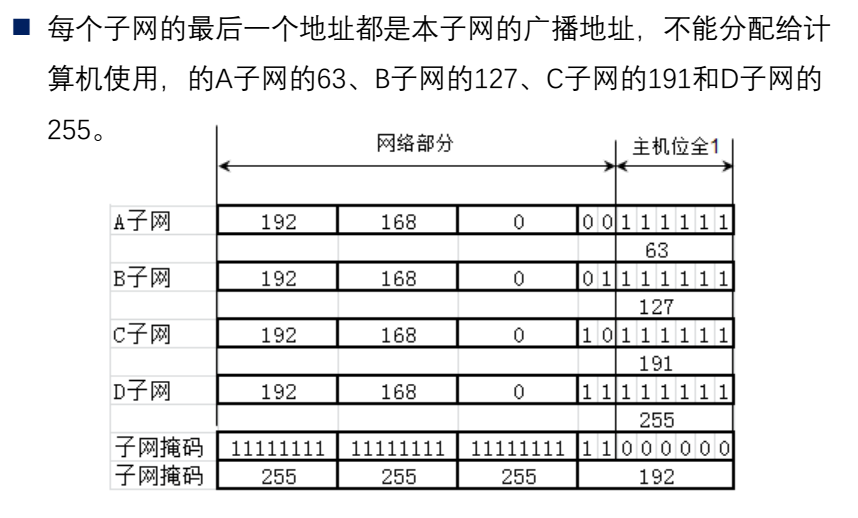 ■ 每个子网的最后一个地址都是本子网的广播地址，不能分配给计
算机使用，的A子网的63、B子网的127、C子网的191和D子网的
255。
网络部分 主机位全1
A子网 192 168 0 0 0 1 1 1 1 1 1
63
B子网 192 168 0 0 1 1 1 1 1 1 1
127
C子网 192 168 0 1 0 1 1 1 1 1 1
191
D子网 192 168 0 1 1 1 1 1 1 1 1
255
子网掩码 11111111 11111111 11111111 1 1 0 0 0 0 0 0
子网掩码 255 255 255 192